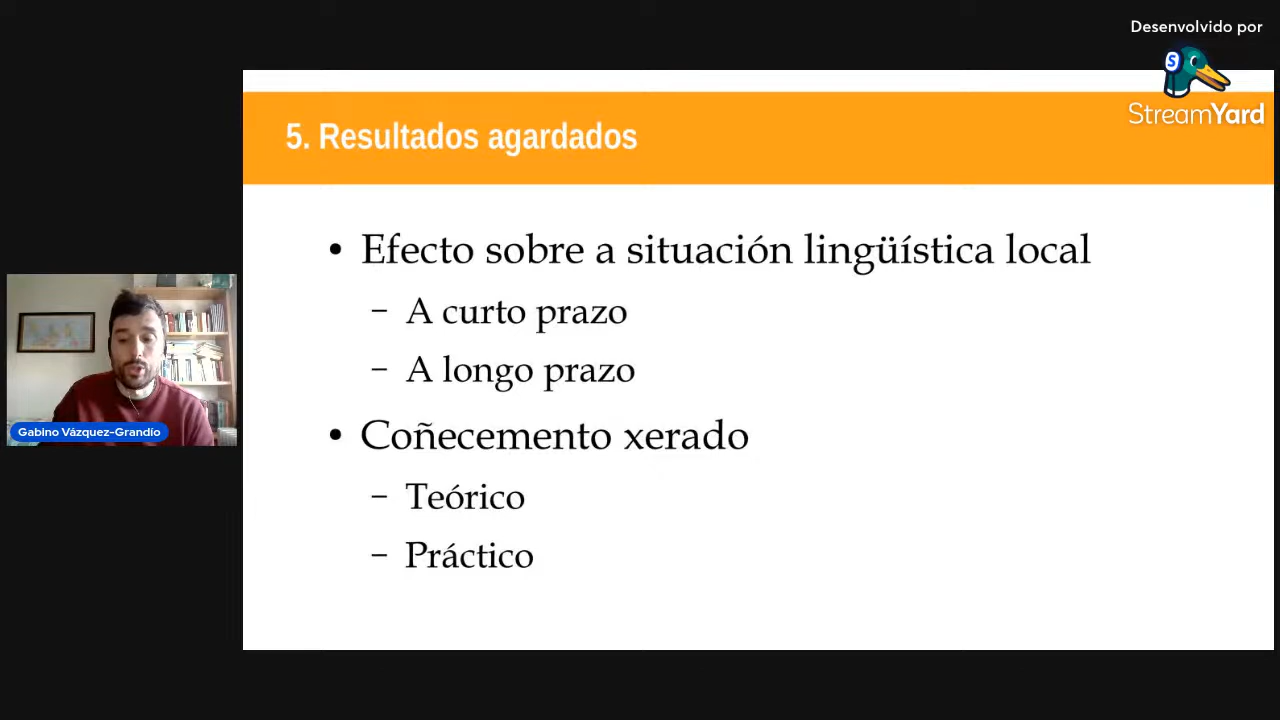 Desenvolvido por
StreamYard
5. Resultados agardados
• Efecto sobre a situación lingüística local
– A curto prazo
– A longo prazo
• Coñecemento xerado
– Teórico
– Práctico
Gabino Vázquez-Grandío